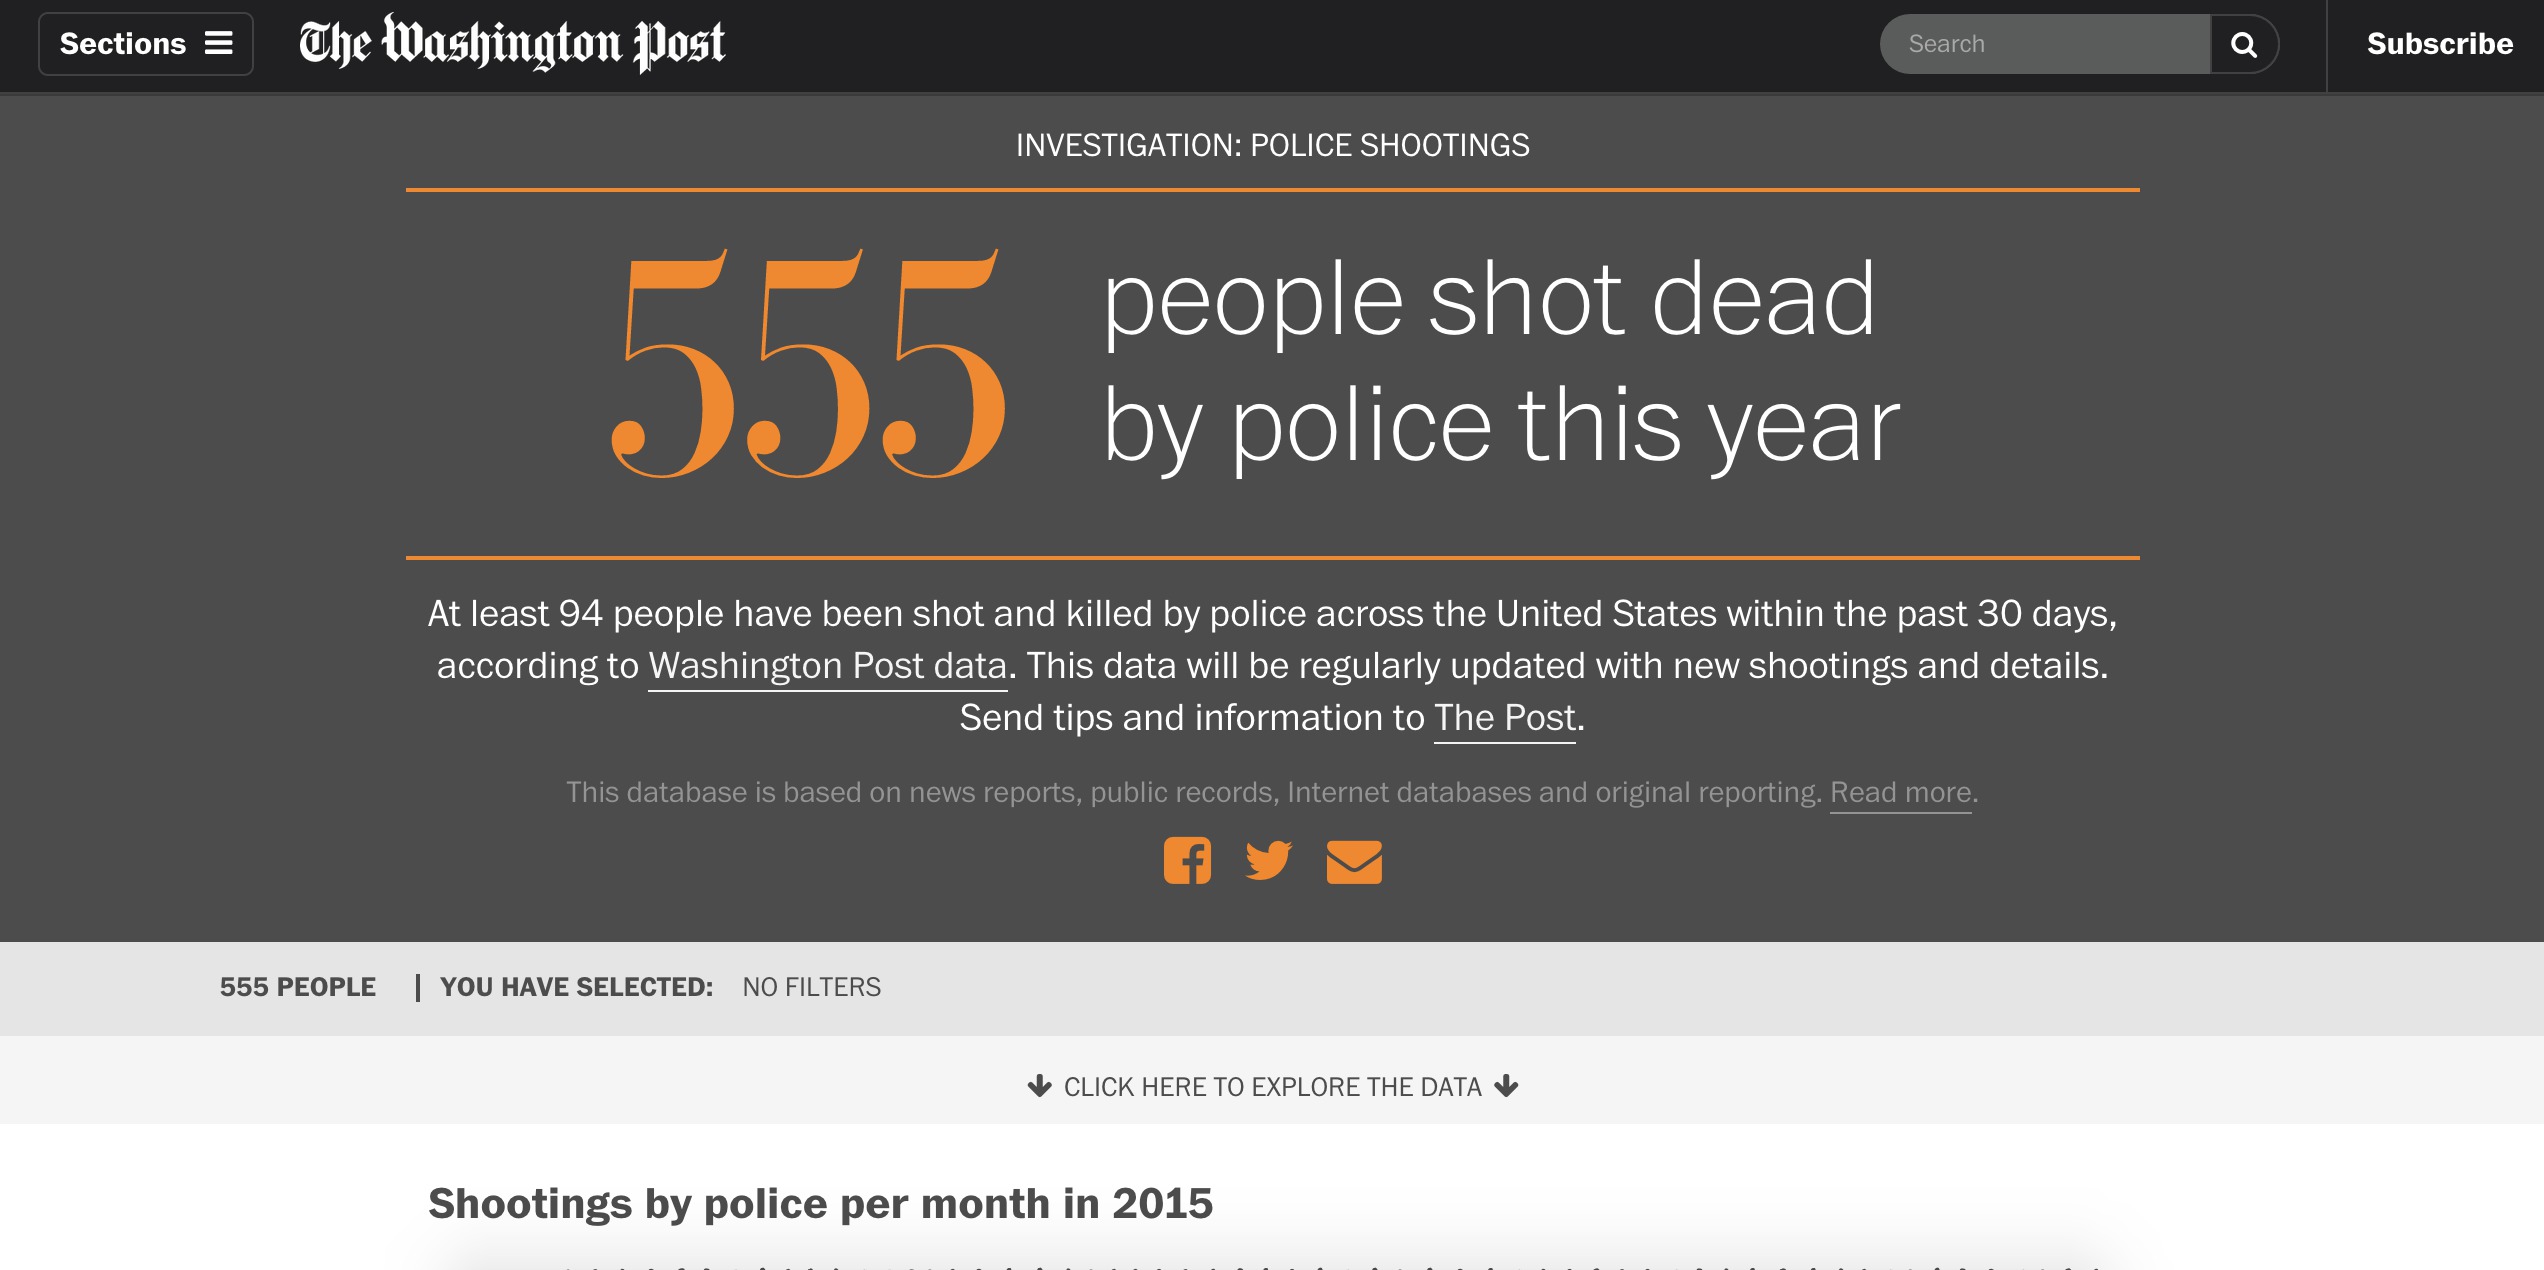 Sections
The Washington Post
Search
Subscribe
INVESTIGATION: POLICE SHOOTINGS
555
people shot dead
by police this year
At least 94 people have been shot and killed by police across the United States within the past 30 days,
according to Washington Post data. This data will be regularly updated with new shootings and details.
Send tips and information to The Post.
This database is based on news reports, public records, Internet databases and original reporting. Read more.
555 PEOPLE | YOU HAVE SELECTED: NO FILTERS
CLICK HERE TO EXPLORE THE DATA
Shootings by police per month in 2015